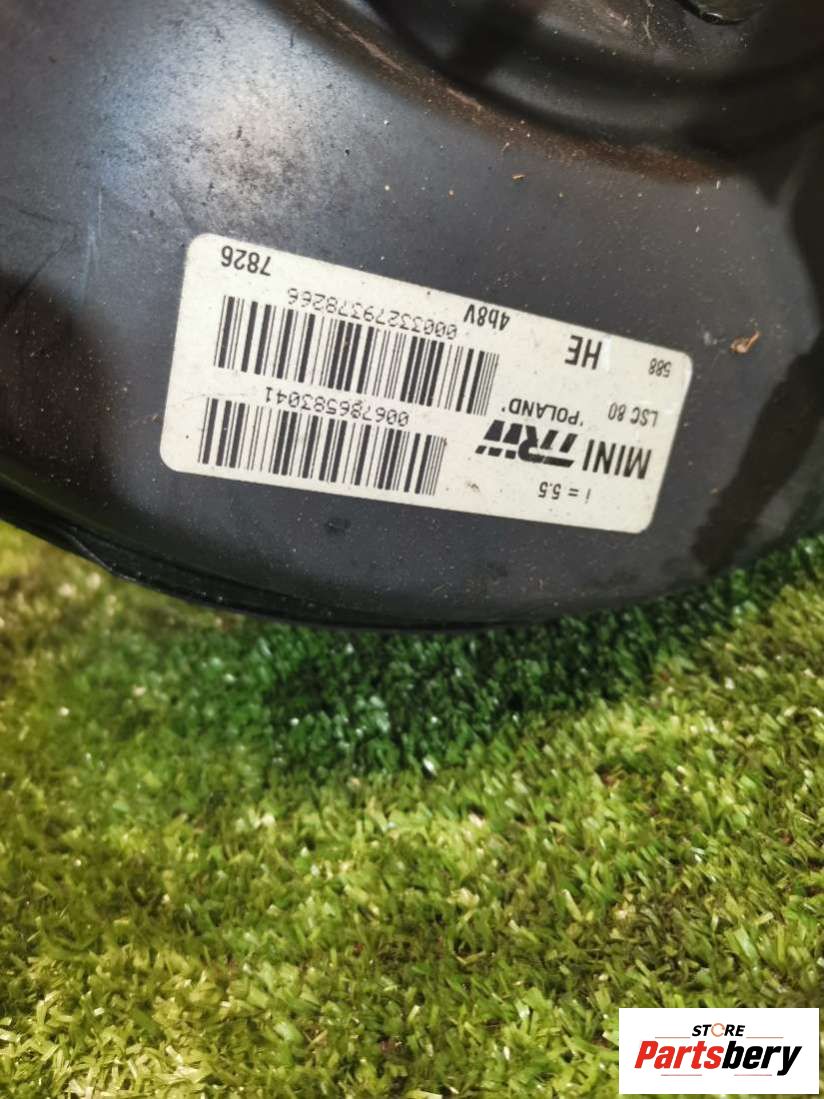 i = 5.5
MINI TRW
006786583041
LSC 80 'POLAND'
00033279378266
588 HE 4b8V
7826
STORE
Partsbery